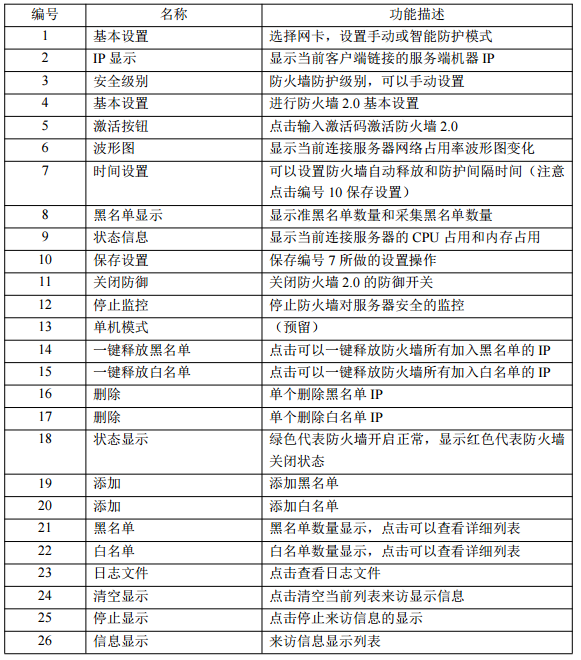 编号 名称 功能描述
1 基本设置 选择网卡，设置手动或智能防护模式
2 IP 显示 显示当前客户端链接的服务端机器 IP
3 安全级别 防火墙防护级别，可以手动设置
4 基本设置 进行防火墙 2.0 基本设置
5 激活按钮 点击输入激活码激活防火墙 2.0
6 波形图 显示当前连接服务器网络占用率波形图变化
7 时间设置 可以设置防火墙自动释放和防护间隔时间（注意
点击编号 10 保存设置）
8 黑名单显示 显示准黑名单数量和采集黑名单数量
9 状态信息 显示当前连接服务器的 CPU 占用和内存占用
10 保存设置 保存编号 7 所做的设置操作
11 关闭防御 关闭防火墙 2.0 的防御开关
12 停止监控 停止防火墙对服务器安全的监控
13 单机模式 （预留）
14 一键释放黑名单 点击可以一键释放防火墙所有加入黑名单的 IP
15 一键释放白名单 点击可以一键释放防火墙所有加入白名单的 IP
16 删除 单个删除黑名单 IP
17 删除 单个删除白名单 IP
18 状态显示 绿色代表防火墙开启正常，显示红色代表防火墙
关闭状态
19 添加 添加黑名单
20 添加 添加白名单
21 黑名单 黑名单数量显示，点击可以查看详细列表
22 白名单 白名单数量显示，点击可以查看详细列表
23 日志文件 点击查看日志文件
24 清空显示 点击清空当前列表来访显示信息
25 停止显示 点击停止来访信息的显示
26 信息显示 来访信息显示列表